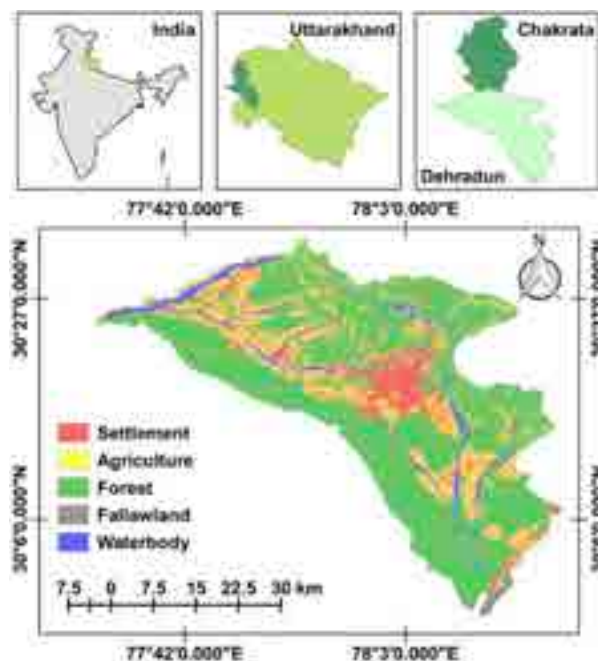 India
Uttarakhand
Chakrata
Dehradun
77°42'0.000"E
78°3'0.000"E
N
30°27'0.000"N
30°6'0.000"N
Settlement
Agriculture
Forest
Fallawland
Waterbody
7.5 0 7.5 15 22.5 30 km
77°42'0.000"E
78°3'0.000"E